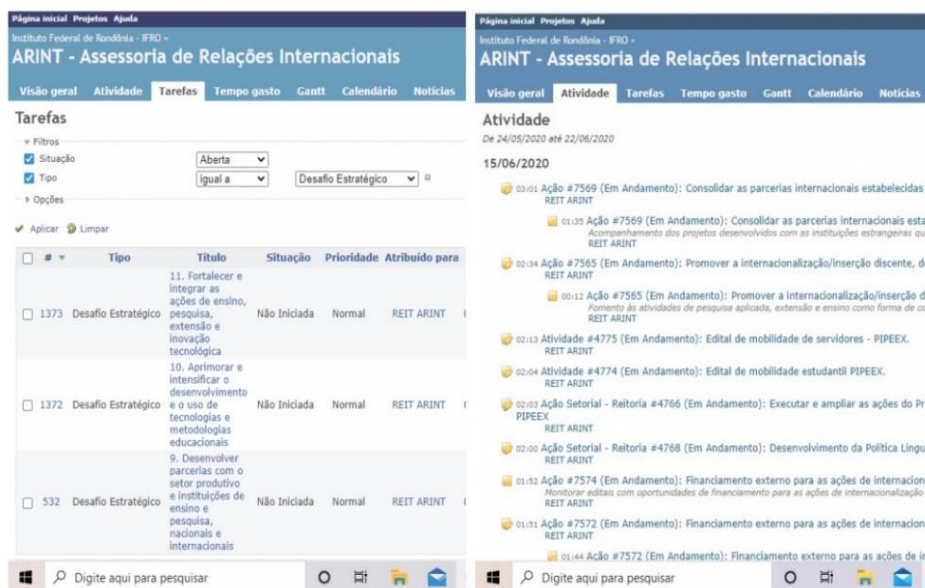 Página inicial Projetos Ajuda
Instituto Federal de Rondônia - IFRO »
ARINT - Assessoria de Relações Internacionais
Visão geral Atividade Tarefas Tempo gasto Gantt Calendário Notícias
Tarefas
Filtros
Situação Aberta
Tipo igual a Desafio Estratégico
Opções
Aplicar Limpar
# Tipo Título Situação Prioridade Atribuído para
11. Fortalecer e
integrar as
ações de ensino,
1373 Desafio Estratégico pesquisa, Não Iniciada Normal REIT ARINT
extensão e
inovação
tecnológica
10. Aprimorar e
intensificar o
desenvolvimento
1372 Desafio Estratégico e o uso de Não Iniciada Normal REIT ARINT
tecnologias e
metodologias
educacionais
9. Desenvolver
parcerias com o
setor produtivo
532 Desafio Estratégico e instituições de Não Iniciada Normal REIT ARINT
ensino e
pesquisa,
nacionais e
internacionais
Digite aqui para pesquisar
Página inicial Projetos Ajuda
Instituto Federal de Rondônia - IFRO »
ARINT - Assessoria de Relações Internacionais
Visão geral Atividade Tarefas Tempo gasto Gantt Calendário Notícias
Atividade
De 24/05/2020 até 22/06/2020
15/06/2020
03:01 Ação #7569 (Em Andamento): Consolidar as parcerias internacionais estabelecidas
REIT ARINT
01:35 Ação #7569 (Em Andamento): Consolidar as parcerias internacionais esta
Acompanhamento dos projetos desenvolvidos com as instituições estrangeiras qu
REIT ARINT
02:34 Ação #7565 (Em Andamento): Promover a internacionalização/inserção discente, d
REIT ARINT
00:12 Ação #7565 (Em Andamento): Promover a internacionalização/inserção d
Fomento às atividades de pesquisa aplicada, extensão e ensino como forma de co
REIT ARINT
02:13 Atividade #4775 (Em Andamento): Edital de mobilidade de servidores - PIPEEX.
REIT ARINT
02:04 Atividade #4774 (Em Andamento): Edital de mobilidade estudantil PIPEEX.
REIT ARINT
02:03 Ação Setorial - Reitoria #4766 (Em Andamento): Executar e ampliar as ações do Pr
PIPEEX
REIT ARINT
02:00 Ação Setorial - Reitoria #4768 (Em Andamento): Desenvolvimento da Política Lingu
REIT ARINT
01:52 Ação #7574 (Em Andamento): Financiamento externo para as ações de internacion
Monitorar editais com oportunidades de financiamento para as ações de internacionalização
REIT ARINT
01:51 Ação #7572 (Em Andamento): Financiamento externo para as ações de internacion
REIT ARINT
01:44 Ação #7572 (Em Andamento): Financiamento externo para as ações de in
Digite aqui para pesquisar